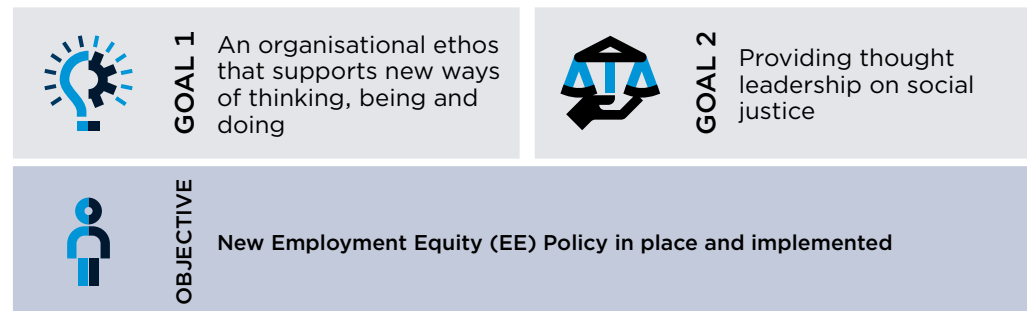 GOAL 1
An organisational ethos
that supports new ways
of thinking, being and
doing
GOAL 2
Providing thought
leadership on social
justice
OBJECTIVE
New Employment Equity (EE) Policy in place and implemented